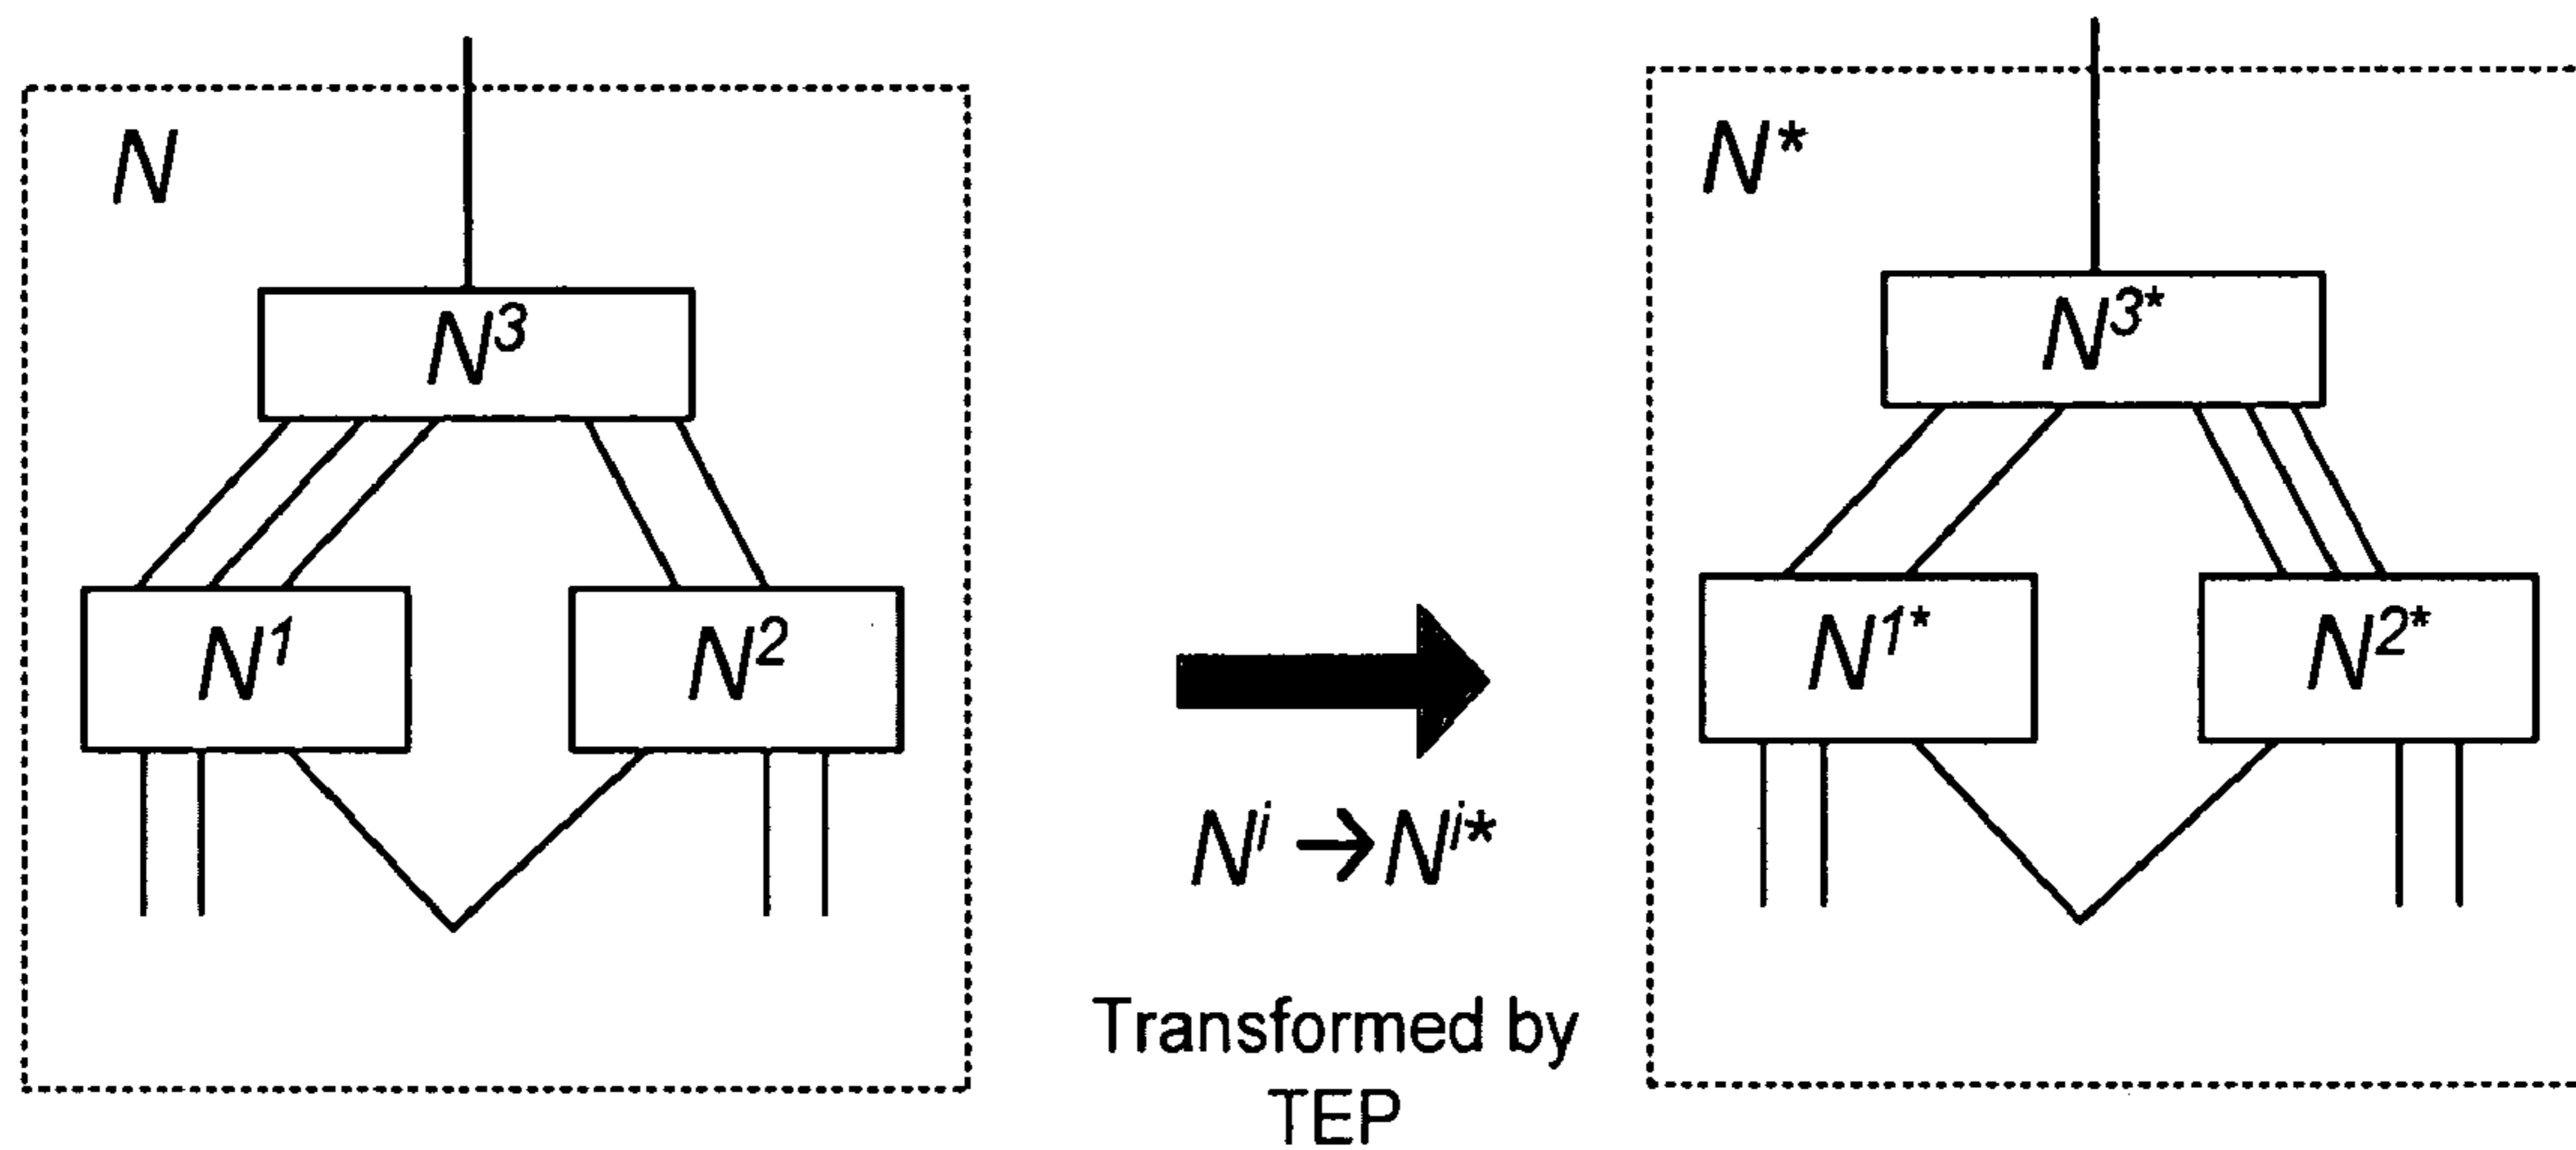 N
N*
N³
N³*
N¹
N²
N¹*
N²*
Nⁱ → Nⁱ*
Transformed by
TEP